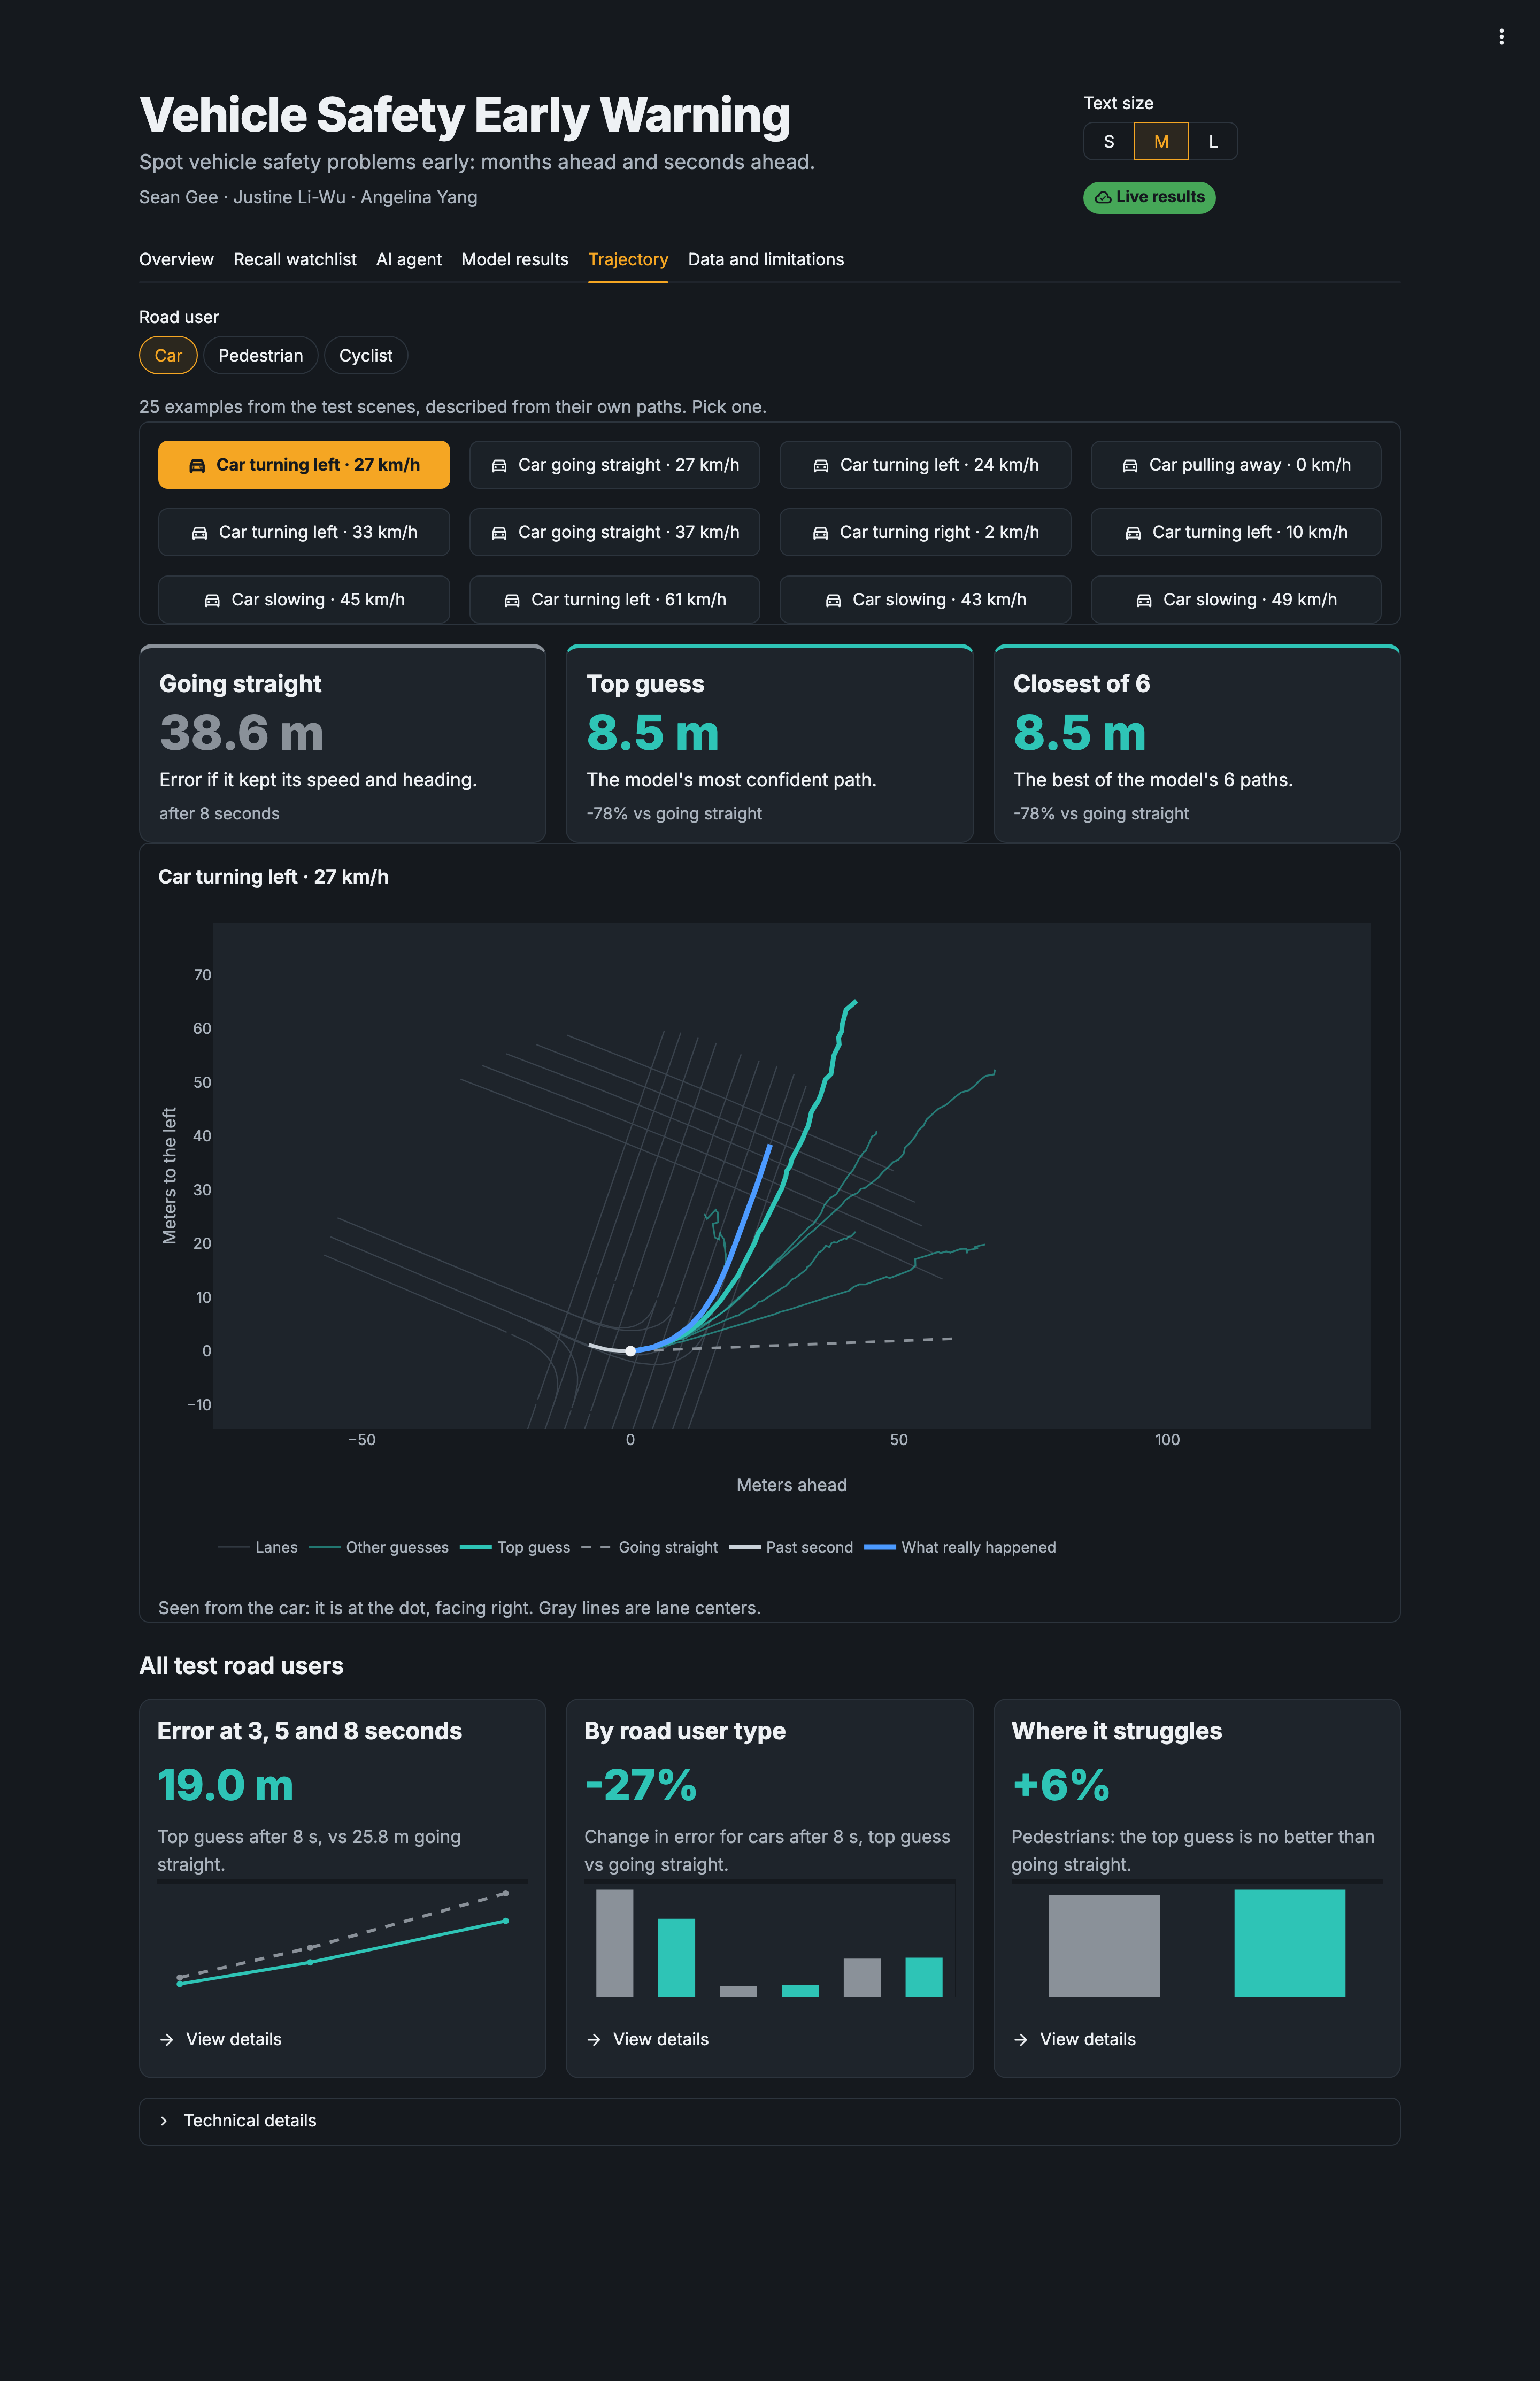 Vehicle Safety Early Warning
Spot vehicle safety problems early: months ahead and seconds ahead.
Sean Gee · Justine Li-Wu · Angelina Yang
Text size
S M L
Live results
Overview Recall watchlist AI agent Model results Trajectory Data and limitations
Road user
Car Pedestrian Cyclist
25 examples from the test scenes, described from their own paths. Pick one.
Car turning left · 27 km/h
Car going straight · 27 km/h
Car turning left · 24 km/h
Car pulling away · 0 km/h
Car turning left · 33 km/h
Car going straight · 37 km/h
Car turning right · 2 km/h
Car turning left · 10 km/h
Car slowing · 45 km/h
Car turning left · 61 km/h
Car slowing · 43 km/h
Car slowing · 49 km/h
Going straight
38.6 m
Error if it kept its speed and heading.
after 8 seconds
Top guess
8.5 m
The model's most confident path.
-78% vs going straight
Closest of 6
8.5 m
The best of the model's 6 paths.
-78% vs going straight
Car turning left · 27 km/h
Meters to the left
70
60
50
40
30
20
10
0
−10
−50 0 50 100
Meters ahead
Lanes Other guesses Top guess Going straight Past second What really happened
Seen from the car: it is at the dot, facing right. Gray lines are lane centers.
All test road users
Error at 3, 5 and 8 seconds
19.0 m
Top guess after 8 s, vs 25.8 m going
straight.
View details
By road user type
-27%
Change in error for cars after 8 s, top guess
vs going straight.
View details
Where it struggles
+6%
Pedestrians: the top guess is no better than
going straight.
View details
Technical details